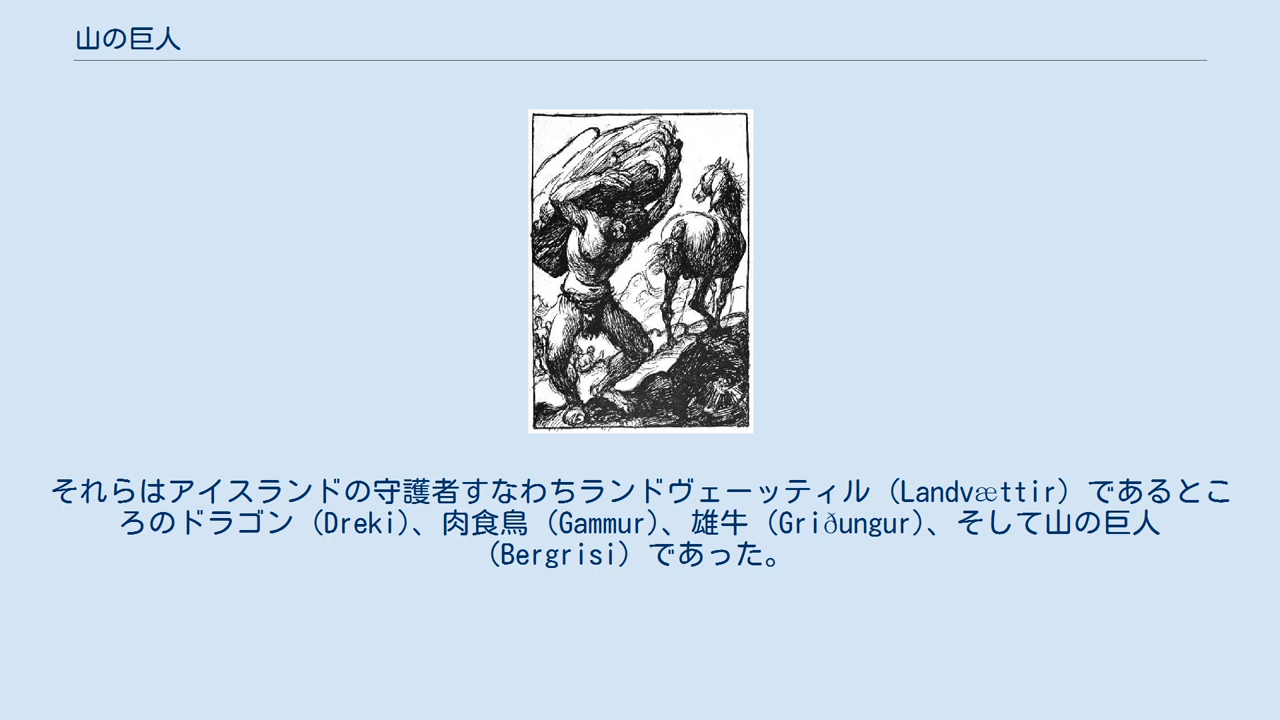 山の巨人
それらはアイスランドの守護者すなわちランドヴェーッティル（Landvættir）であるとこ
ろのドラゴン（Dreki）、肉食鳥（Gammur）、雄牛（Griðungur）、そして山の巨人
（Bergrisi）であった。